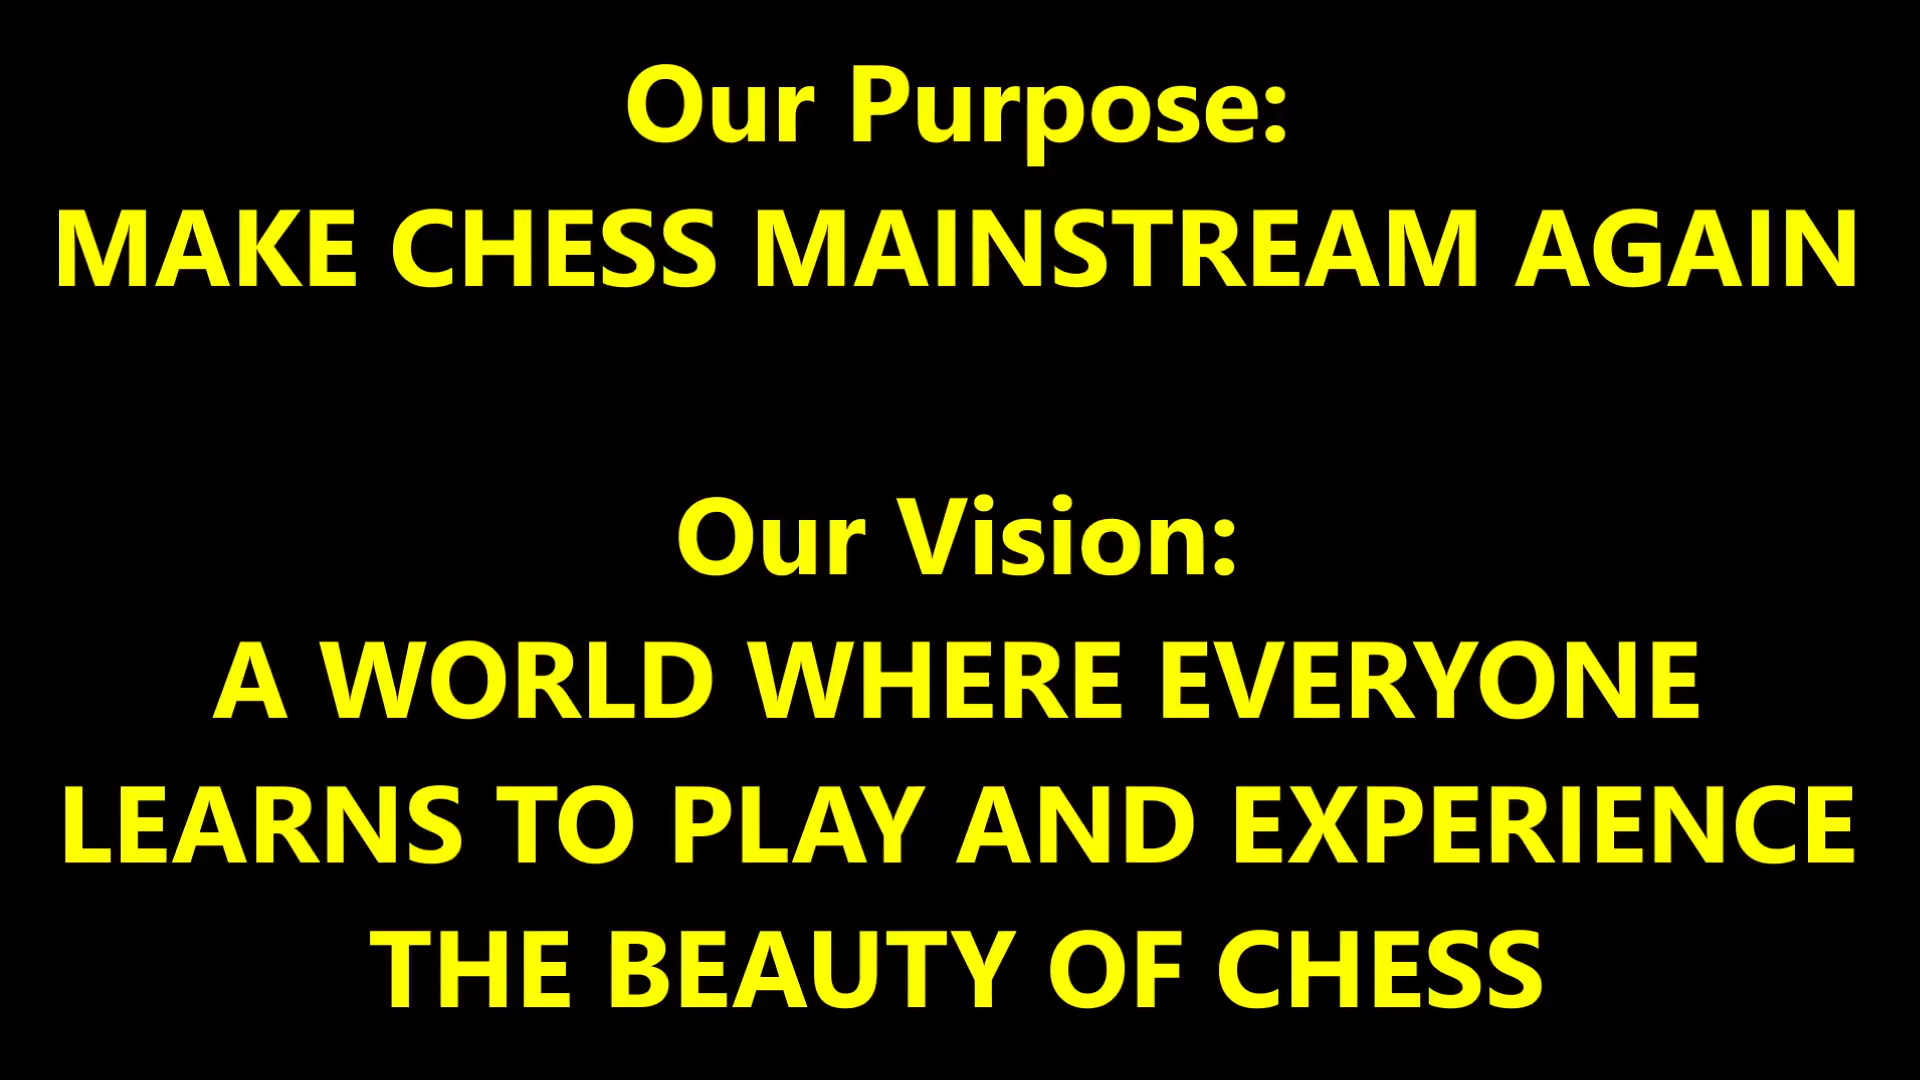 Our Purpose:
MAKE CHESS MAINSTREAM AGAIN
Our Vision:
A WORLD WHERE EVERYONE
LEARNS TO PLAY AND EXPERIENCE
THE BEAUTY OF CHESS